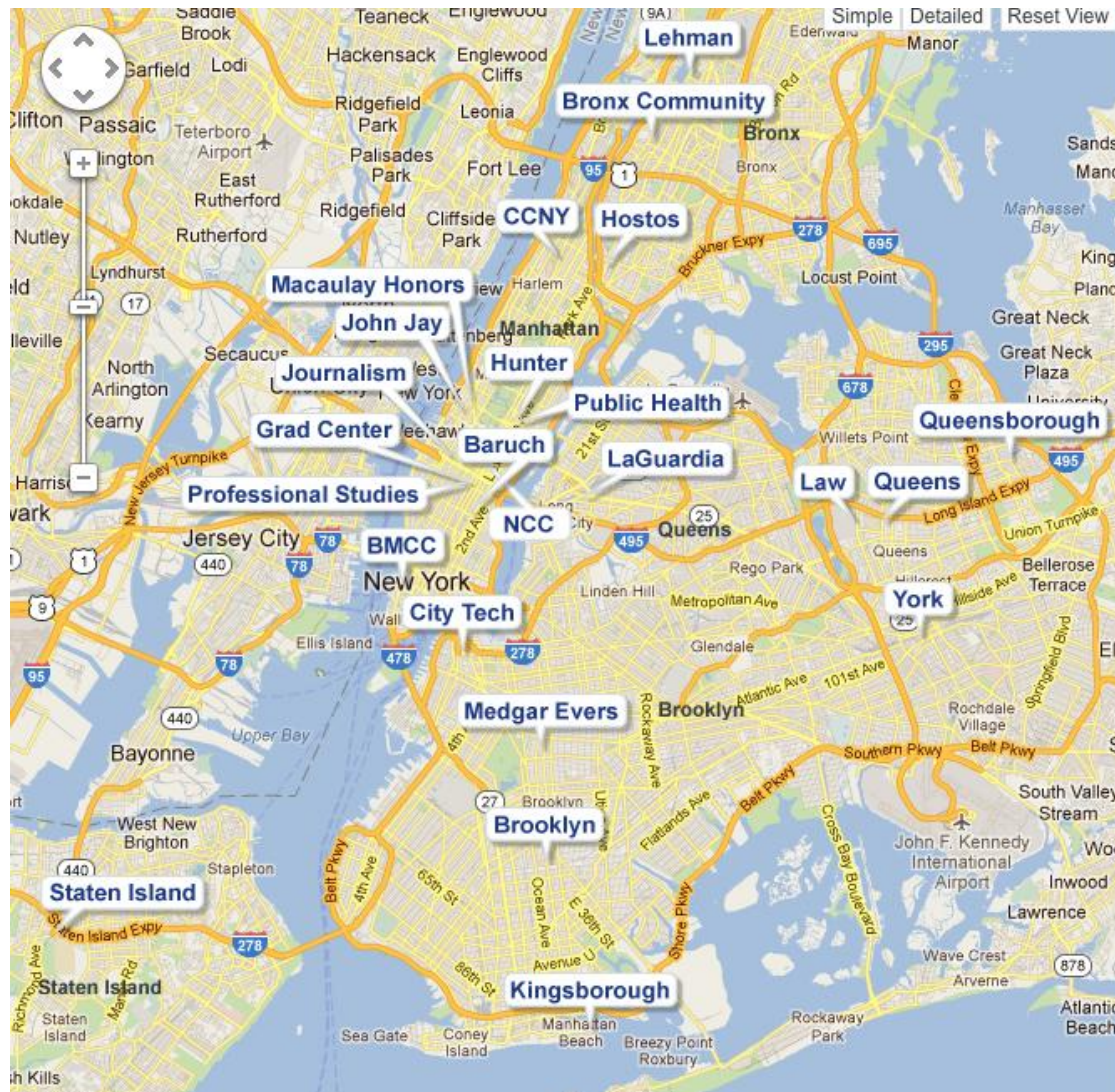 Simple
Detailed
Reset View
Saddle
Brook
Teaneck
Englewood
(9A)
Edenwald
Manor
Lehman
Hackensack
Englewood
Cliffs
Garfield
Lodi
Bronx Community
Ridgefield
Park
Leonia
Clifton
Passaic
Teterboro
Airport
Bronx
Bronx
Palisades
Park
Fort Lee
95
1
East
Rutherford
Ridgefield
Cliffside
Park
CCNY
Hostos
Manhasset
Bay
Nutley
Rutherford
278
695
Bruckner Expy
Lyndhurst
17
Macaulay Honors
Harlem
Locust Point
Park Ave
John Jay
Manhattan
Great Neck
North
Arlington
Secaucus
Journalism
Hunter
295
Great Neck
Plaza
678
Kearny
Public Health
21st S
Grad Center
Baruch
Willets Point
Queensborough
LaGuardia
495
New Jersey Turnpike
Professional Studies
Law
Queens
Long Island Expy
NCC
25
Queens
Union Turnpike
2nd Ave
Jersey City
78
BMCC
495
440
78
1
Queens
Bellerose
Terrace
New York
Rego Park
Linden Hill
Metropolitan Ave
Hillside Ave
9
York
25
City Tech
Ellis Island
Glendale
478
278
95
78
Springfield Blvd
Atlantic Ave
101st Ave
Medgar Evers
Brooklyn
Rockaway Ave
440
Rochdale
Village
Upper Bay
4th
Bayonne
Southern Pkwy
Belt Pkwy
Belt Pkwy
South Valley
Stream
27
Brooklyn
Brooklyn
Flatlands Ave
West New
Brighton
John F. Kennedy
International
Airport
Cross Bay Boulevard
440
Stapleton
Belt Pkwy
4th Ave
65th St
Inwood
Staten Island
Ocean Ave
E 36th St
Shore Pkwy
Lawrence
Staten Island Expy
278
Avenue U
Wave Crest
878
86th St
Arverne
Richmond Ave
Manor Rd
Staten Island
Kingsborough
Atlantic
Beach
Staten
Island
Sea Gate
Coney
Island
Manhattan
Beach
Breezy Point
Roxbury
Rockaway
Park